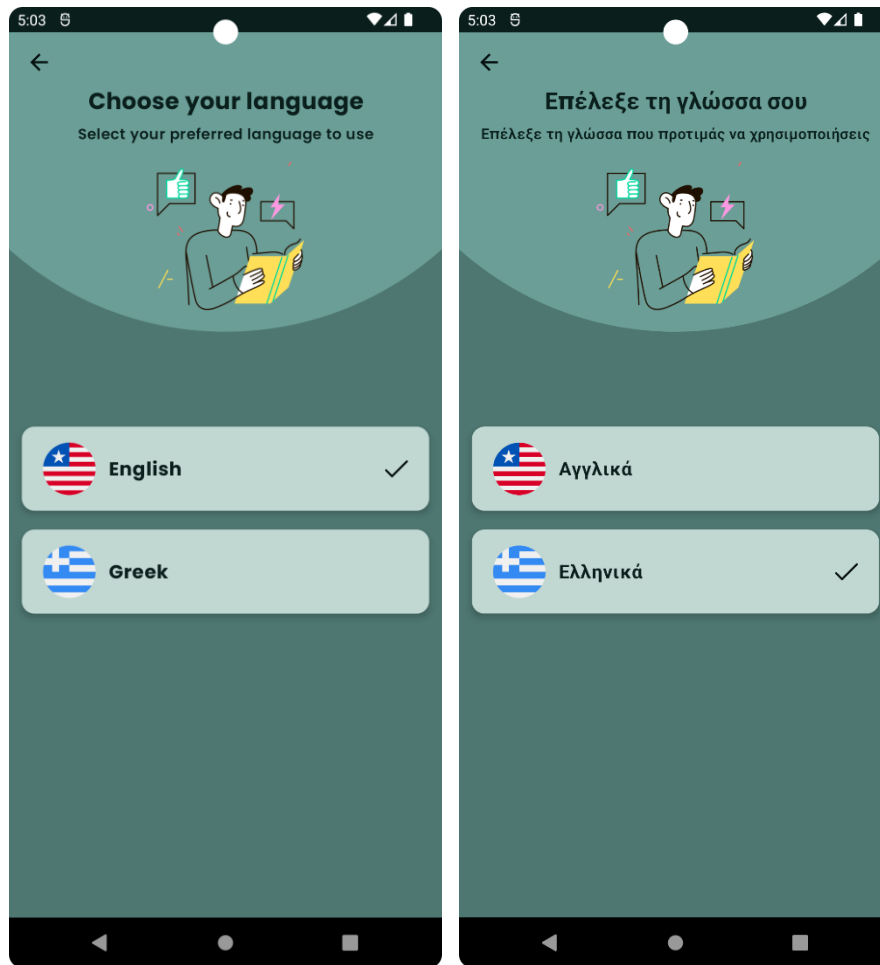 5:03
Choose your language
Select your preferred language to use
English
Greek
5:03
Επέλεξε τη γλώσσα σου
Επέλεξε τη γλώσσα που προτιμάς να χρησιμοποιήσεις
Αγγλικά
Ελληνικά